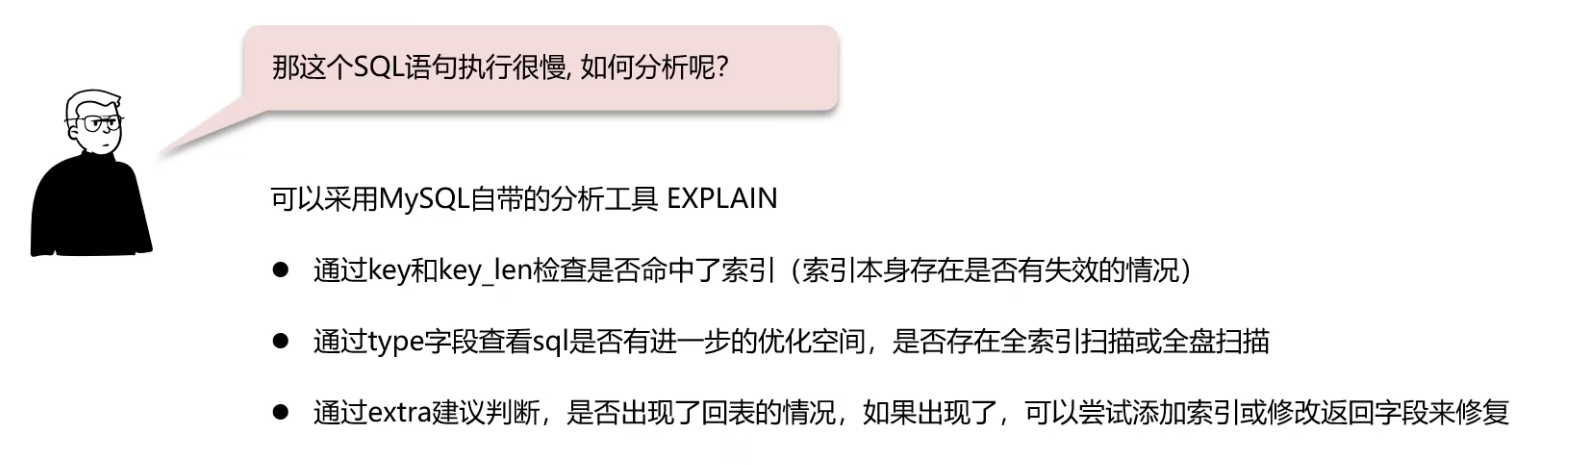 那这个SQL语句执行很慢, 如何分析呢?
可以采用MySQL自带的分析工具 EXPLAIN
● 通过key和key_len检查是否命中了索引（索引本身存在是否有失效的情况）
● 通过type字段查看sql是否有进一步的优化空间，是否存在全索引扫描或全盘扫描
● 通过extra建议判断，是否出现了回表的情况，如果出现了，可以尝试添加索引或修改返回字段来修复